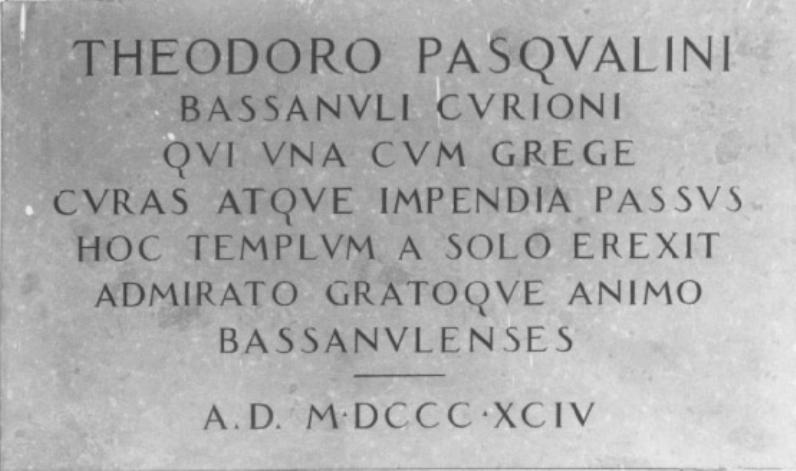 THEODORO PASQVALINI
BASSANVLI CVRIONI
QVI VNA CVM GREGE
CVRAS ATQVE IMPENDIA PASSVS
HOC TEMPLVM A SOLO EREXIT
ADMIRATO GRATOQVE ANIMO
BASSANVLENSES
A.D. M·DCCC·XCIV